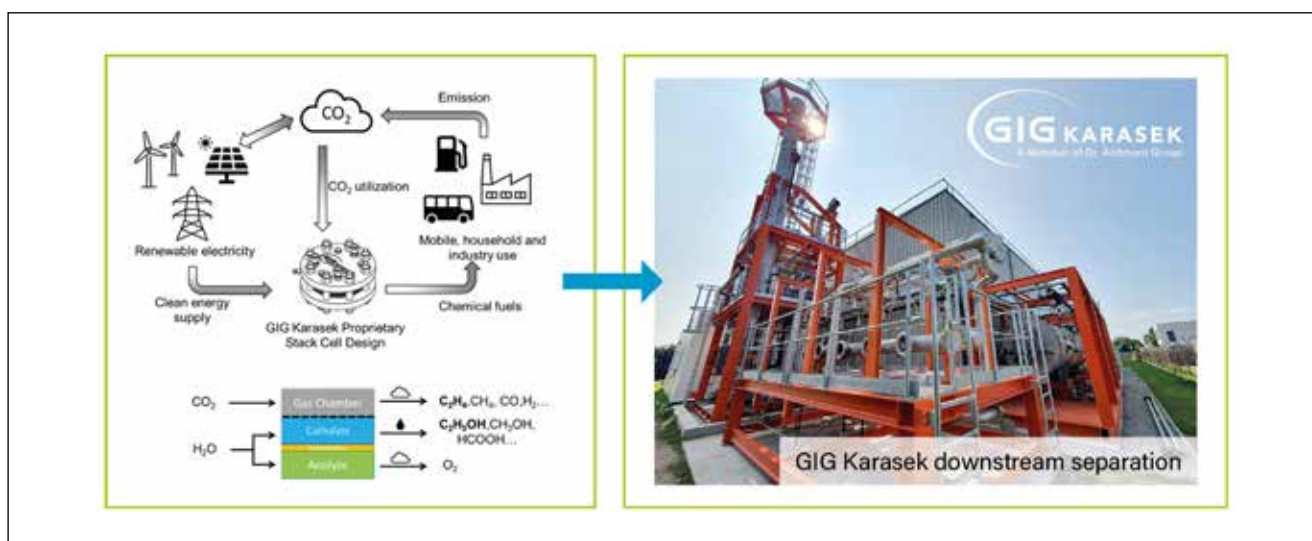 Emission
CO₂
CO₂ utilization
Renewable electricity
Mobile, household and
industry use
Clean energy
supply
Chemical fuels
GIG Karasek Proprietary
Stack Cell Design
CO₂
Gas Chamber
C₂H₄,CH₄, CO,H₂…
H₂O
Catholyte
C₂H₅OH,CH₃OH,
HCOOH…
Anolyte
O₂
GIG KARASEK
A Member of Dr. Aichhorn Group
GIG Karasek downstream separation